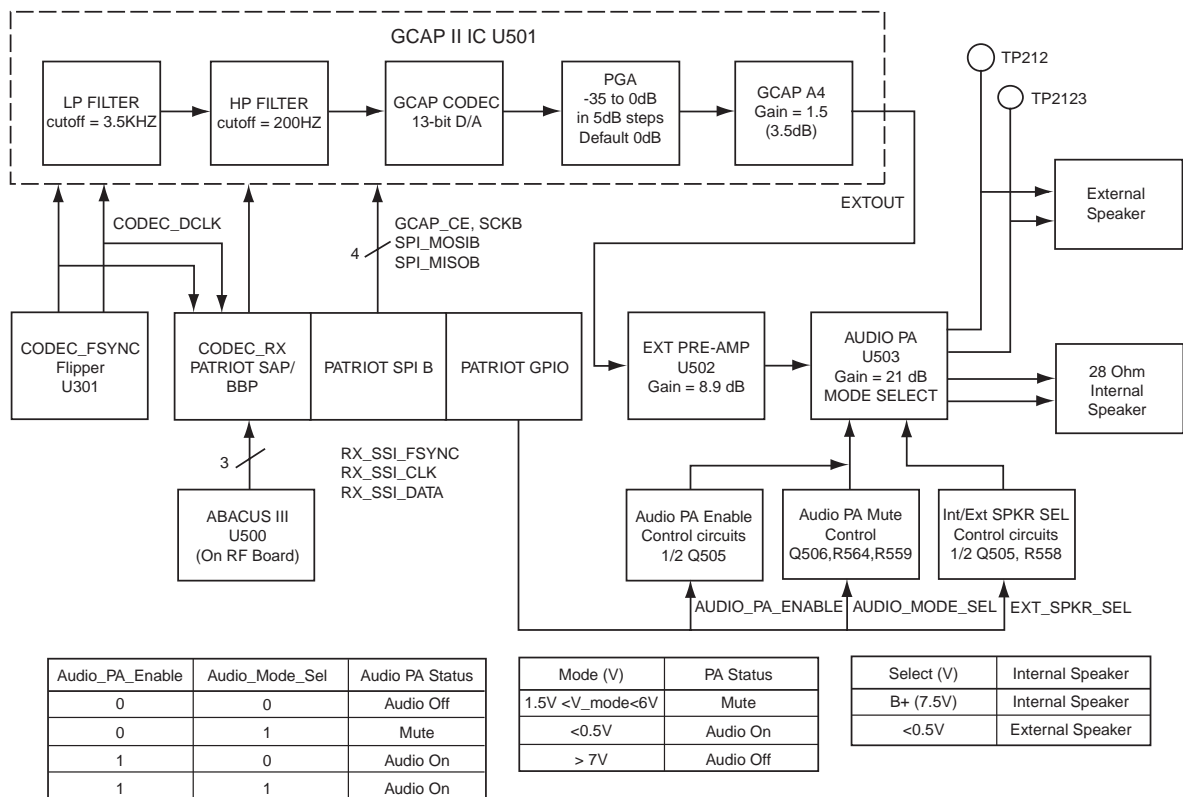 GCAP II IC U501
LP FILTER
cutoff = 3.5KHZ
HP FILTER
cutoff = 200HZ
GCAP CODEC
13-bit D/A
PGA
-35 to 0dB
in 5dB steps
Default 0dB
GCAP A4
Gain = 1.5
(3.5dB)
TP212
TP2123
External
Speaker
EXTOUT
CODEC_DCLK
4
GCAP_CE, SCKB
SPI_MOSIB
SPI_MISOB
CODEC_FSYNC
Flipper
U301
CODEC_RX
PATRIOT SAP/
BBP
PATRIOT SPI B
PATRIOT GPIO
EXT PRE-AMP
U502
Gain = 8.9 dB
AUDIO PA
U503
Gain = 21 dB
MODE SELECT
28 Ohm
Internal
Speaker
3
RX_SSI_FSYNC
RX_SSI_CLK
RX_SSI_DATA
ABACUS III
U500
(On RF Board)
Audio PA Enable
Control circuits
1/2 Q505
Audio PA Mute
Control
Q506,R564,R559
Int/Ext SPKR SEL
Control circuits
1/2 Q505, R558
AUDIO_PA_ENABLE
AUDIO_MODE_SEL
EXT_SPKR_SEL
Audio_PA_Enable Audio_Mode_Sel Audio PA Status
0 0 Audio Off
0 1 Mute
1 0 Audio On
1 1 Audio On
Mode (V) PA Status
1.5V <V_mode<6V Mute
<0.5V Audio On
> 7V Audio Off
Select (V) Internal Speaker
B+ (7.5V) Internal Speaker
<0.5V External Speaker